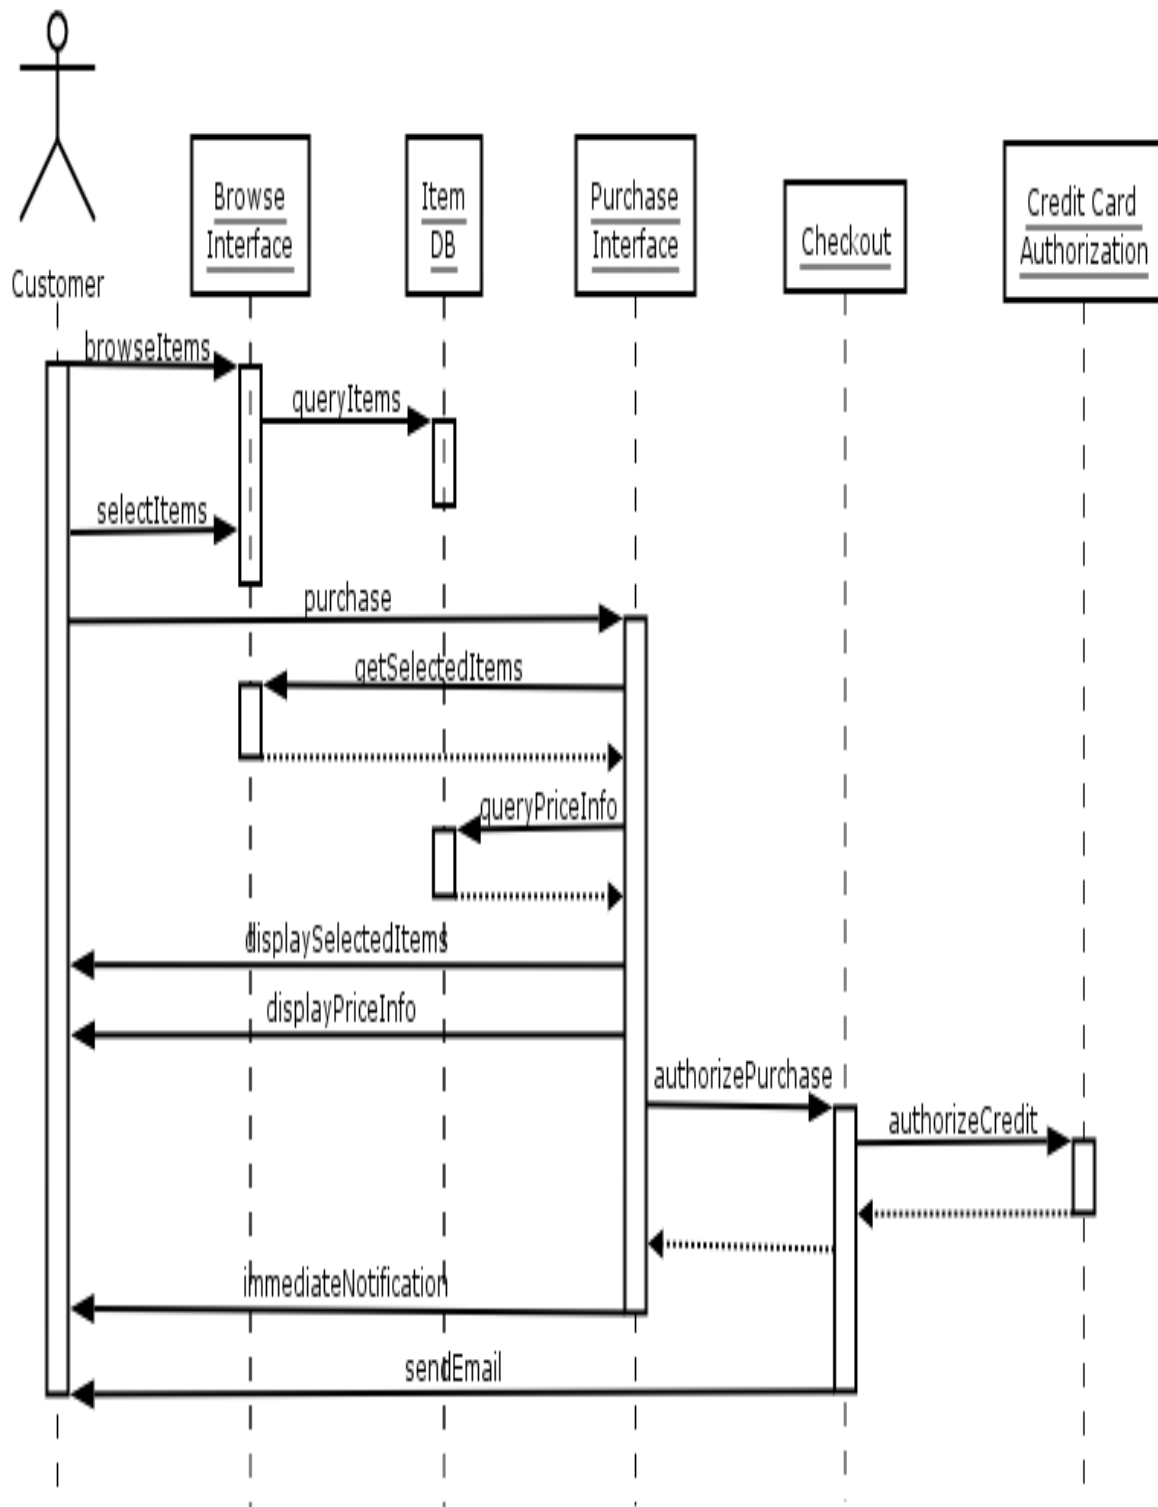 Browse
Interface
Item
DB
Purchase
Interface
Checkout
Credit Card
Authorization
Customer
browseItems
queryItems
selectItems
purchase
getSelectedItems
queryPriceInfo
displaySelectedItems
displayPriceInfo
authorizePurchase
authorizeCredit
immediateNotification
sendEmail